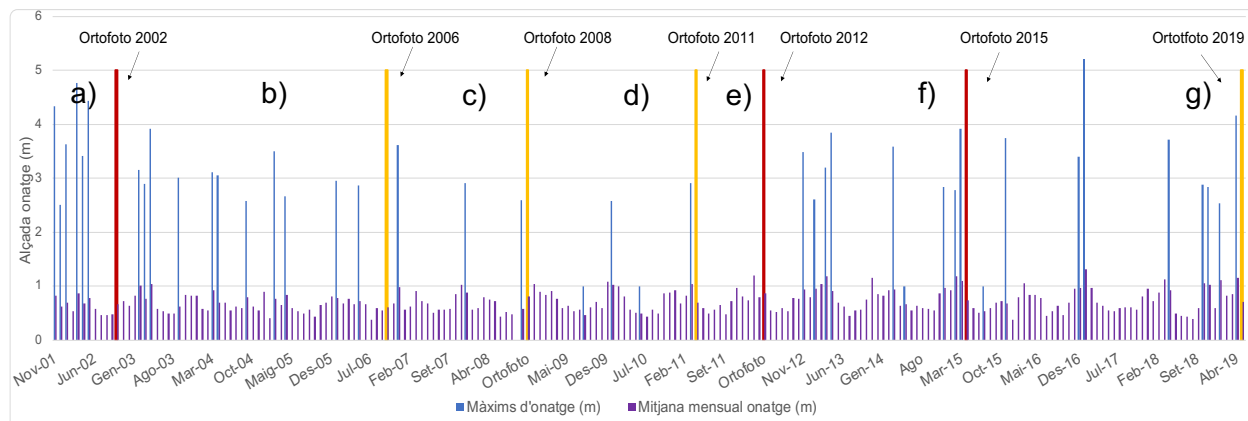 Ortofoto 2002
Ortofoto 2006
Ortofoto 2008
Ortofoto 2011
Ortofoto 2012
Ortofoto 2015
Ortotfoto 2019
a)
b)
c)
d)
e)
f)
g)
Alçada onatge (m)
6
5
4
3
2
1
0
Nov-01
Jun-02
Gen-03
Ago-03
Mar-04
Oct-04
Maig-05
Des-05
Jul-06
Feb-07
Set-07
Abr-08
Ortofoto
Mai-09
Des-09
Jul-10
Feb-11
Set-11
Ortofoto
Nov-12
Jun-13
Gen-14
Ago
Mar-15
Oct-15
Mai-16
Des-16
Jul-17
Feb-18
Set-18
Abr-19
Màxims d'onatge (m)
Mitjana mensual onatge (m)